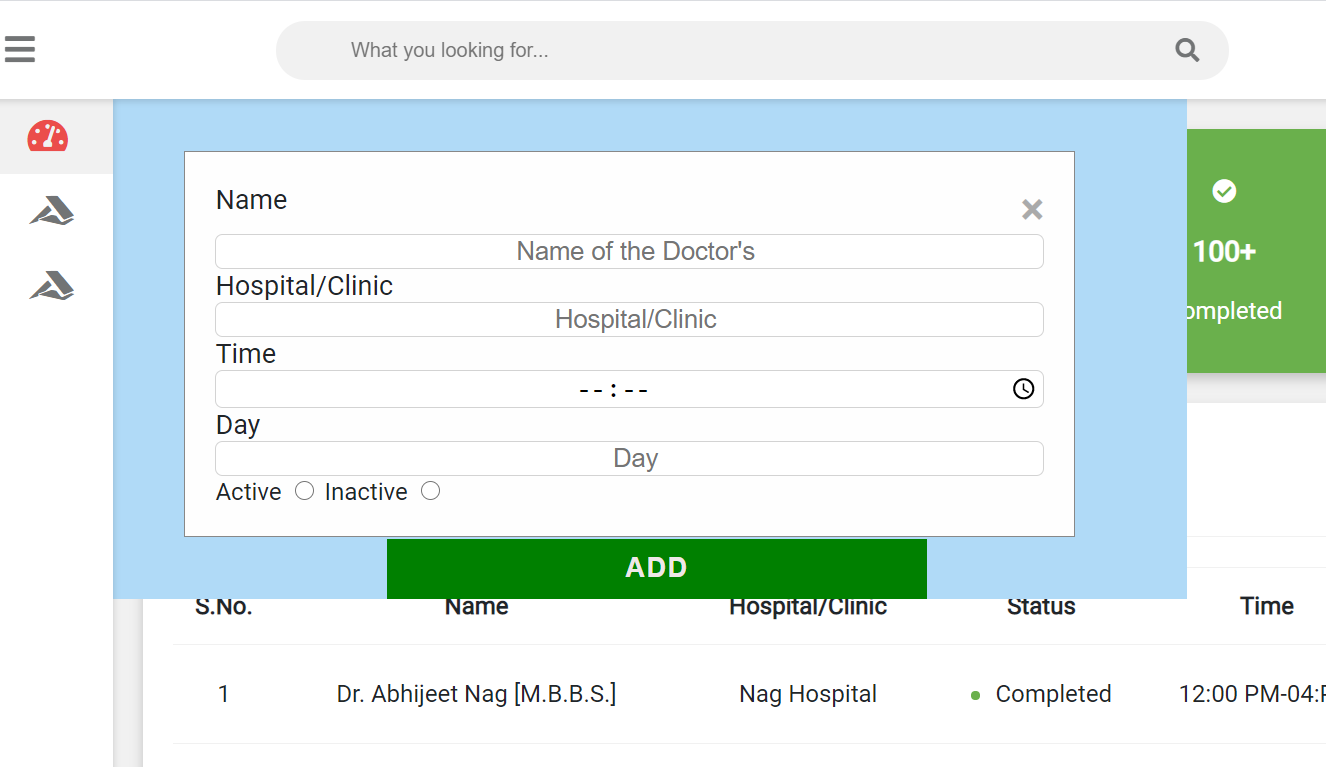 What you looking for...
Name
Name of the Doctor's
Hospital/Clinic
Hospital/Clinic
Time
--:--
Day
Day
Active Inactive
ADD
100+
ompleted
S.No. Name Hospital/Clinic Status Time
1 Dr. Abhijeet Nag [M.B.B.S.] Nag Hospital Completed 12:00 PM-04: